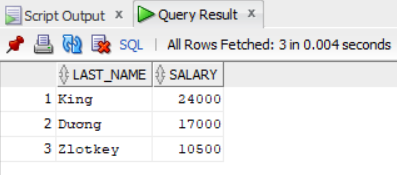 Script Output x Query Result x
SQL | All Rows Fetched: 3 in 0.004 seconds
LAST_NAME SALARY
1 King 24000
2 Dương 17000
3 Zlotkey 10500